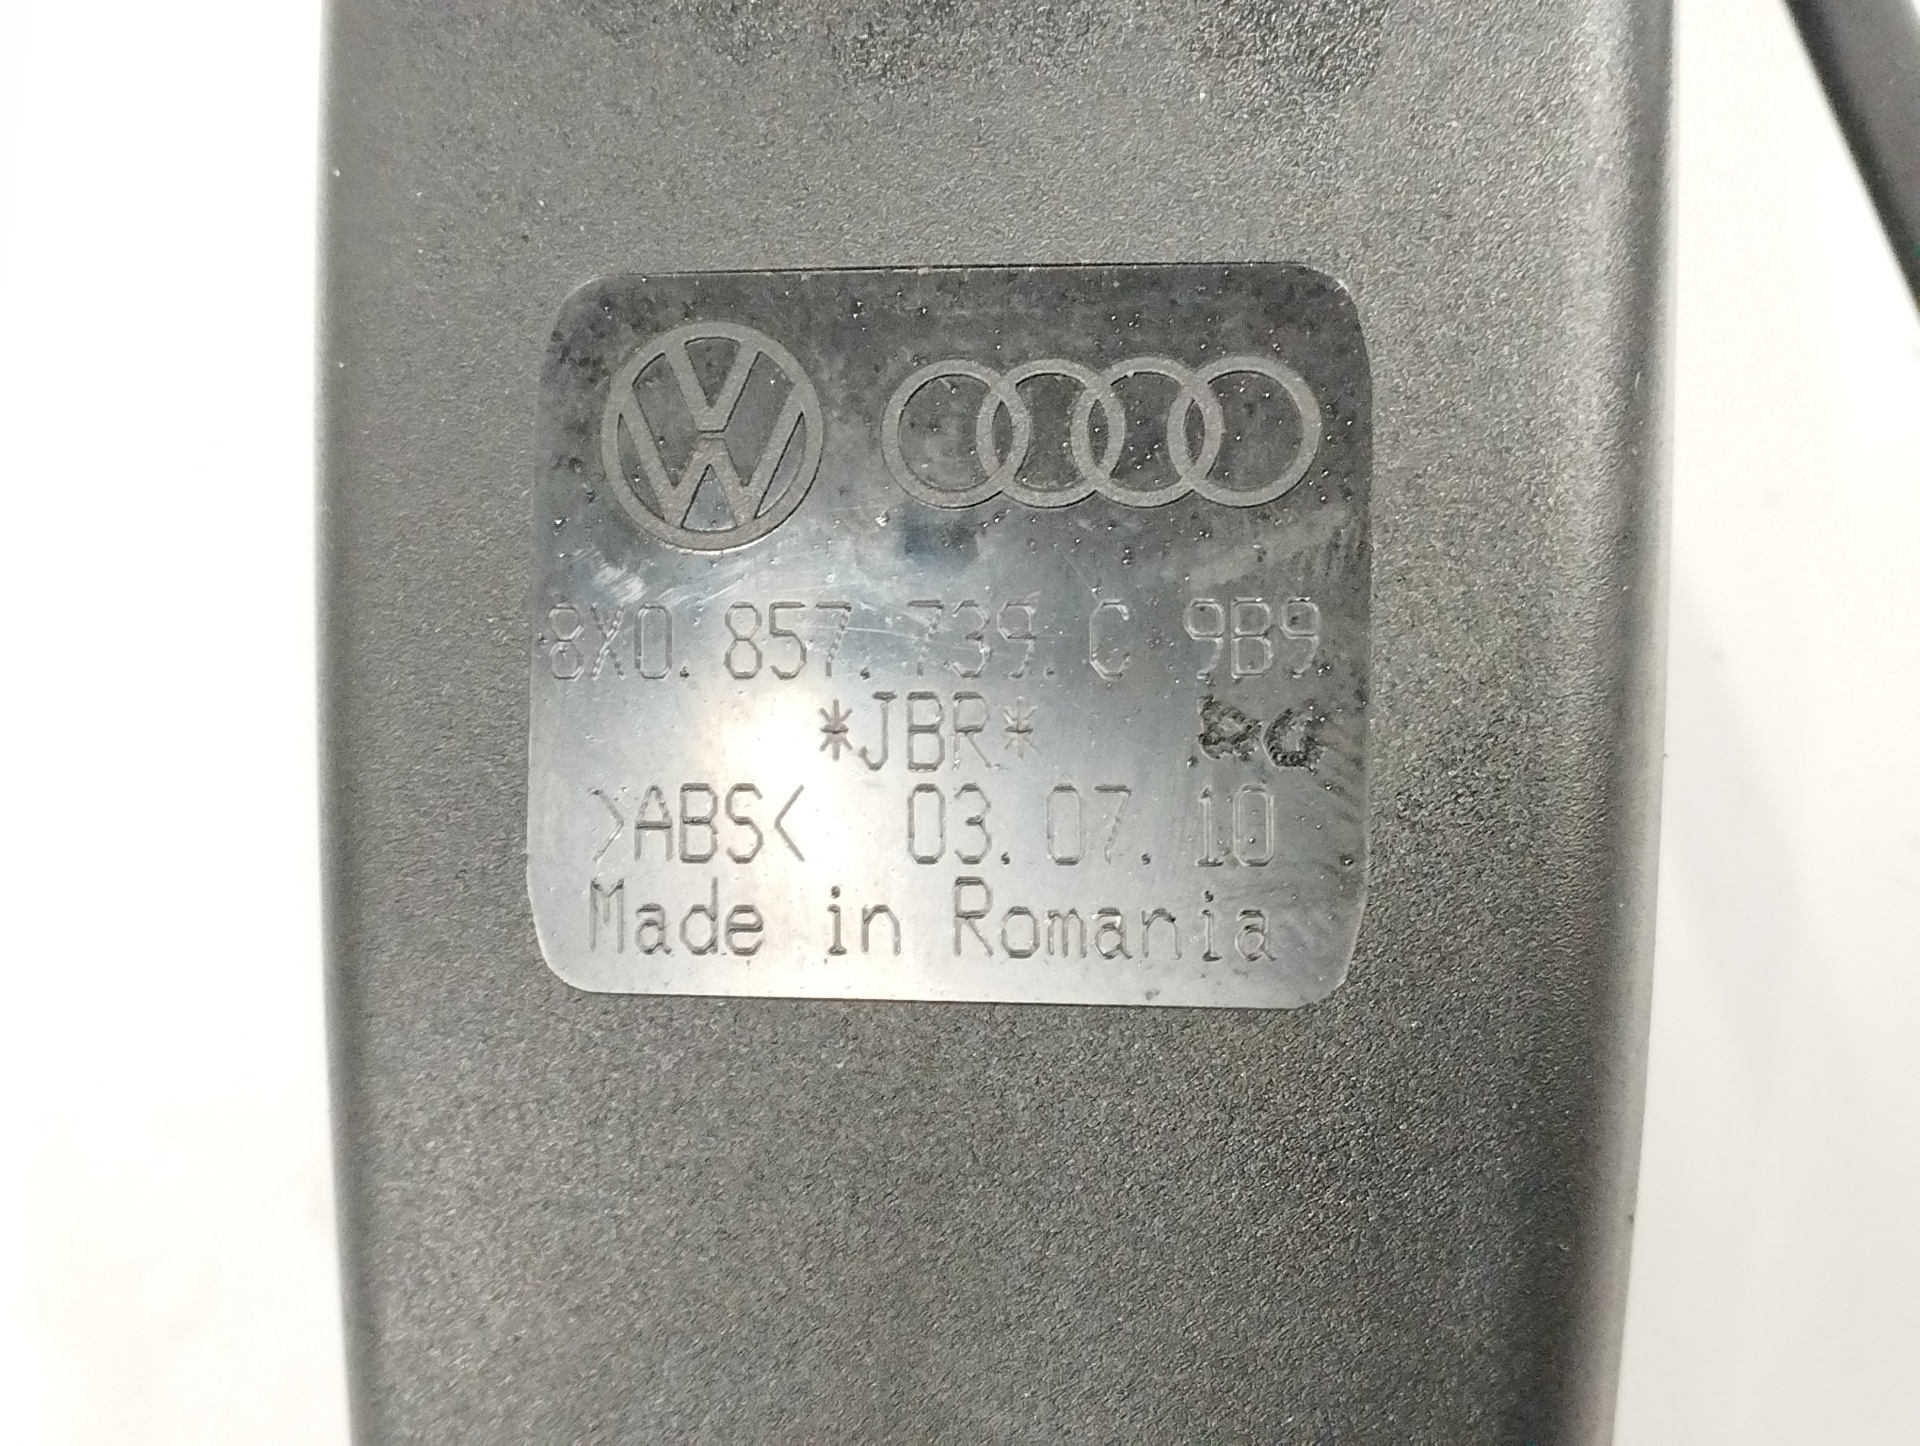 8X0. 857. 739. C 9B9
*JBR*
>ABS< 03. 07. 10
Made in Romania